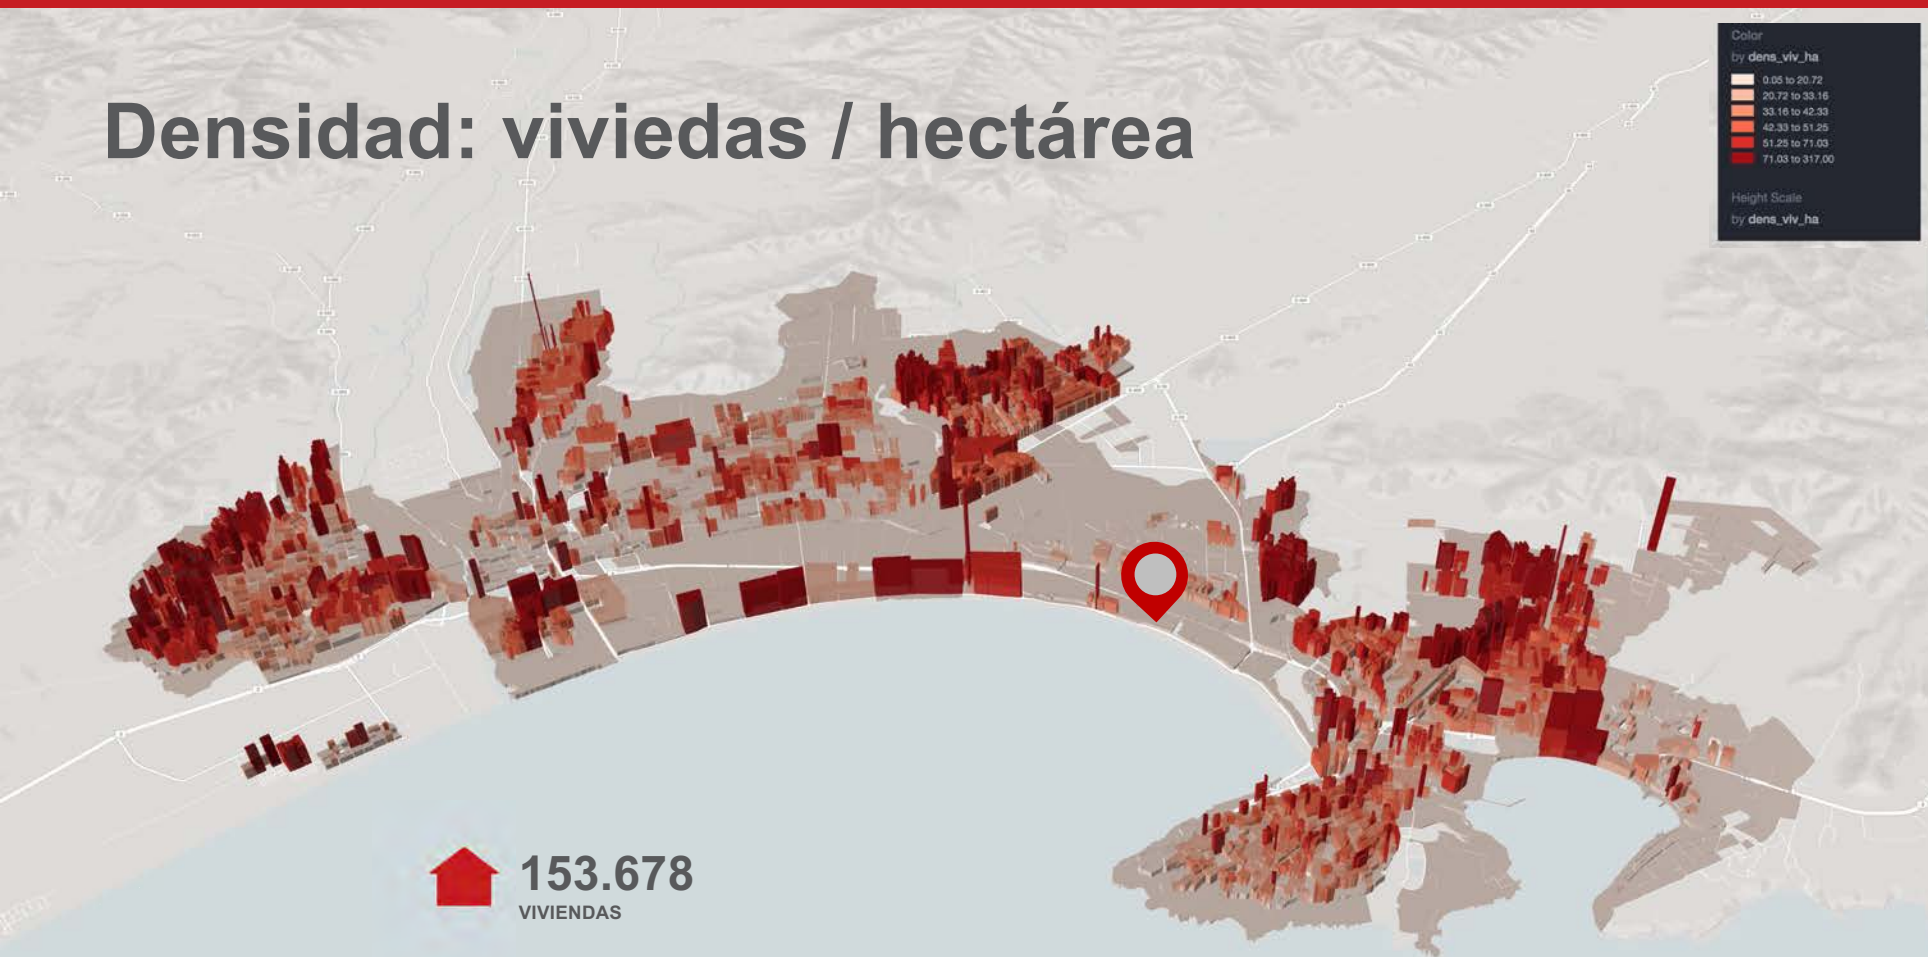 Densidad: viviedas / hectárea
Color
by dens_viv_ha
0.05 to 20.72
20.72 to 33.16
33.16 to 42.33
42.33 to 51.25
51.25 to 71.03
71.03 to 317.00
Height Scale
by dens_viv_ha
153.678
VIVIENDAS